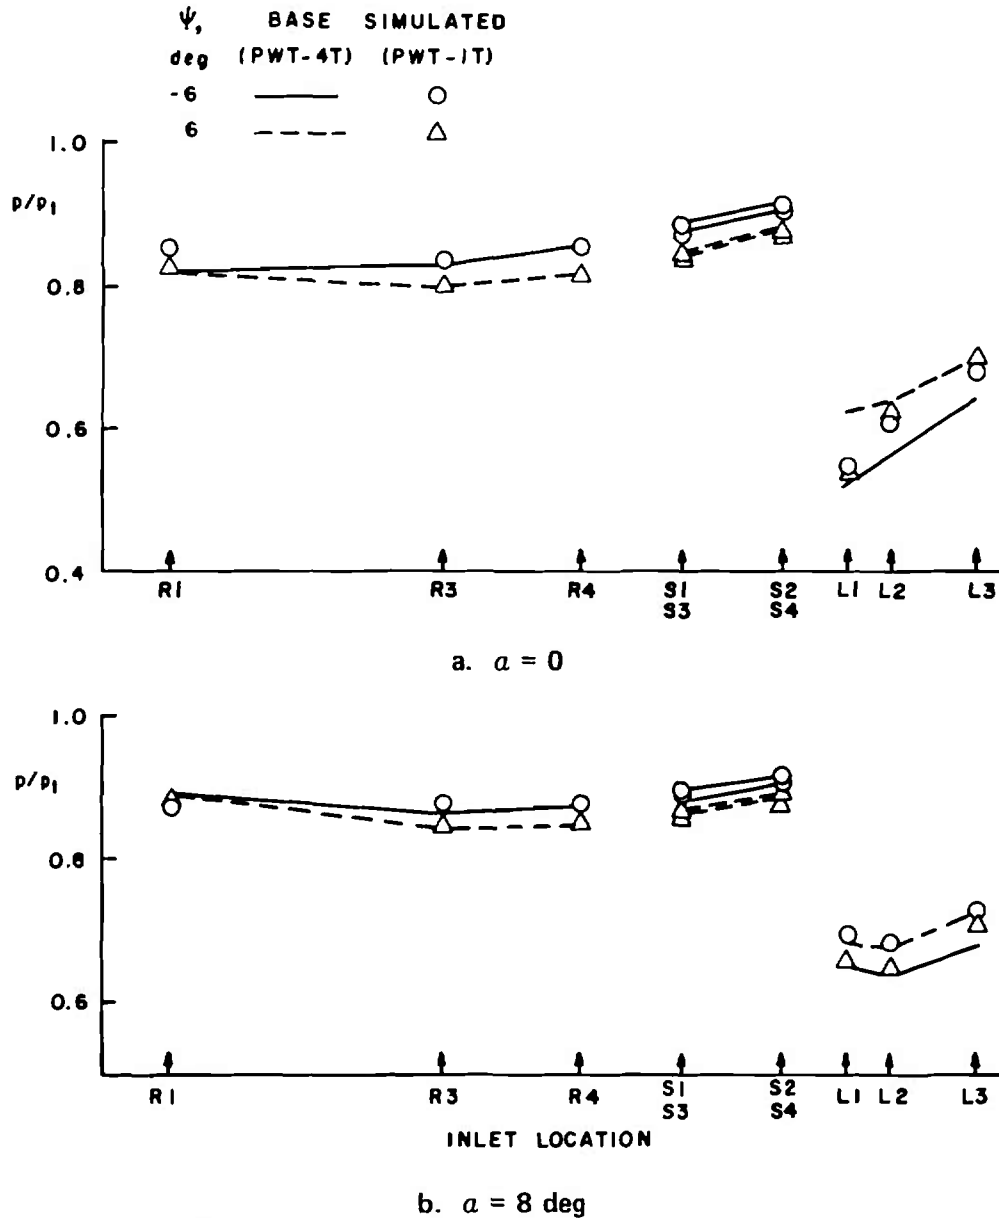 ψ, BASE SIMULATED
deg (PWT-4T) (PWT-1T)
-6
6
1.0
p/p₁
0.8
0.6
0.4
R1 R3 R4 S1 S2 L1 L2 L3
S3 S4
a. α = 0
1.0
p/p₁
0.8
0.6
R1 R3 R4 S1 S2 L1 L2 L3
S3 S4
INLET LOCATION
b. α = 8 deg